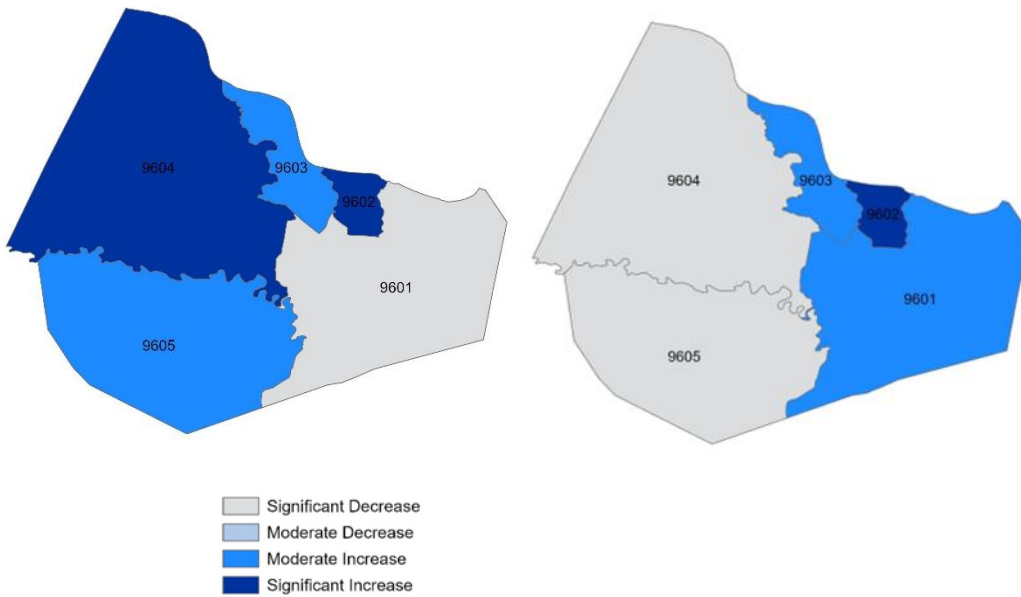 9604
9603
9602
9601
9605
9604
9603
9602
9601
9605
Significant Decrease
Moderate Decrease
Moderate Increase
Significant Increase